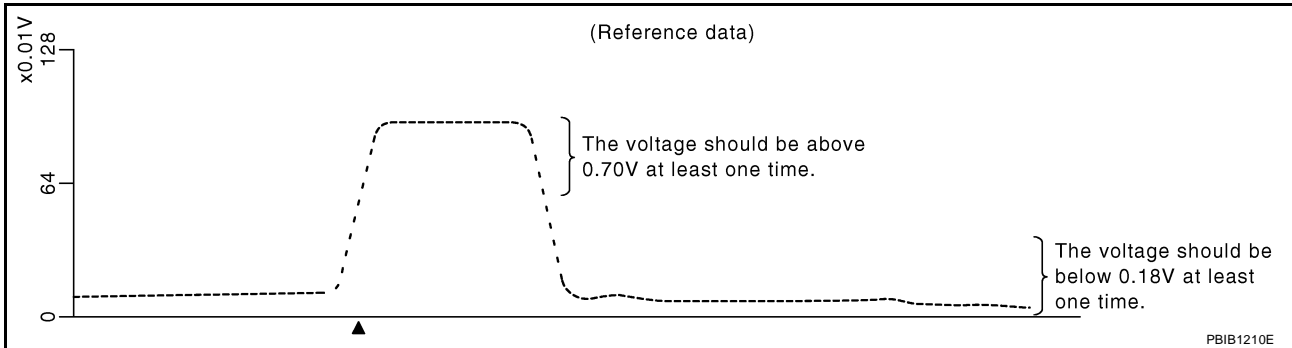 (Reference data)
x0.01V
128
64
0
The voltage should be above
0.70V at least one time.
The voltage should be
below 0.18V at least
one time.
PBIB1210E